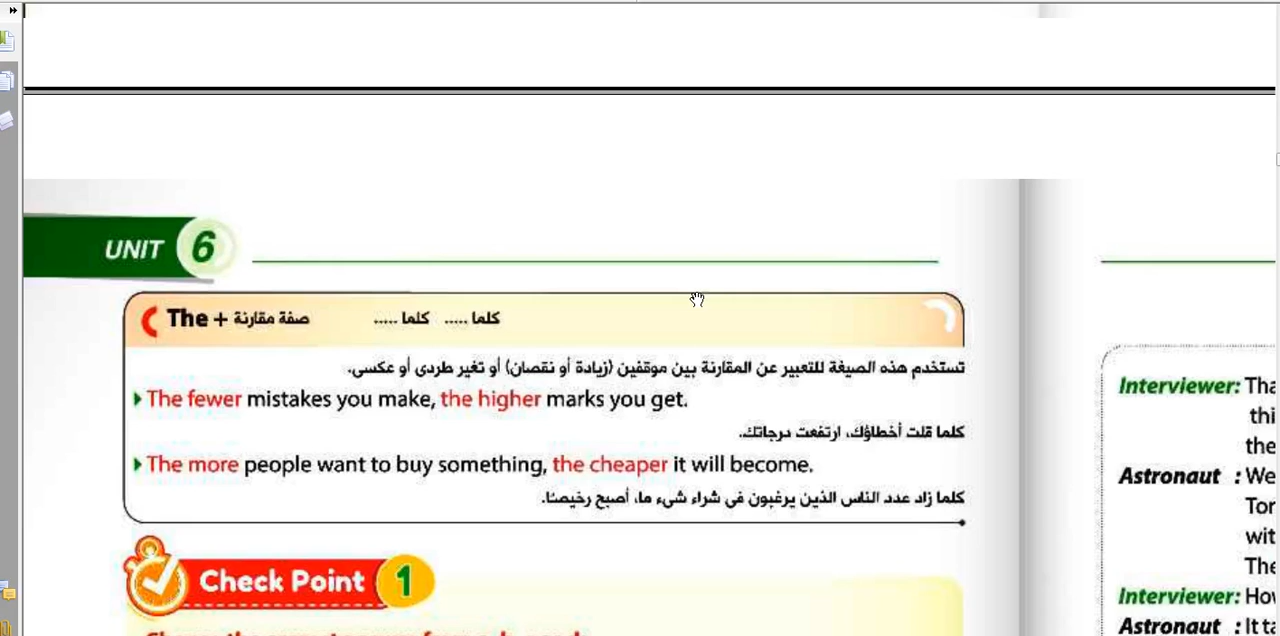 UNIT 6
The + صفة مقارنة كلما ..... كلما .....
تستخدم هذه الصيغة للتعبير عن المقارنة بين موقفين (زيادة أو نقصان) أو تغير طردى أو عكسى.
The fewer mistakes you make, the higher marks you get.
كلما قلت أخطاؤك، ارتفعت درجاتك.
The more people want to buy something, the cheaper it will become.
كلما زاد عدد الناس الذين يرغبون فى شراء شىء ما، أصبح رخيصًا.
Check Point 1
Interviewer: Tha
thi
the
Astronaut : We
Tor
wit
The
Interviewer: How
Astronaut : It ta